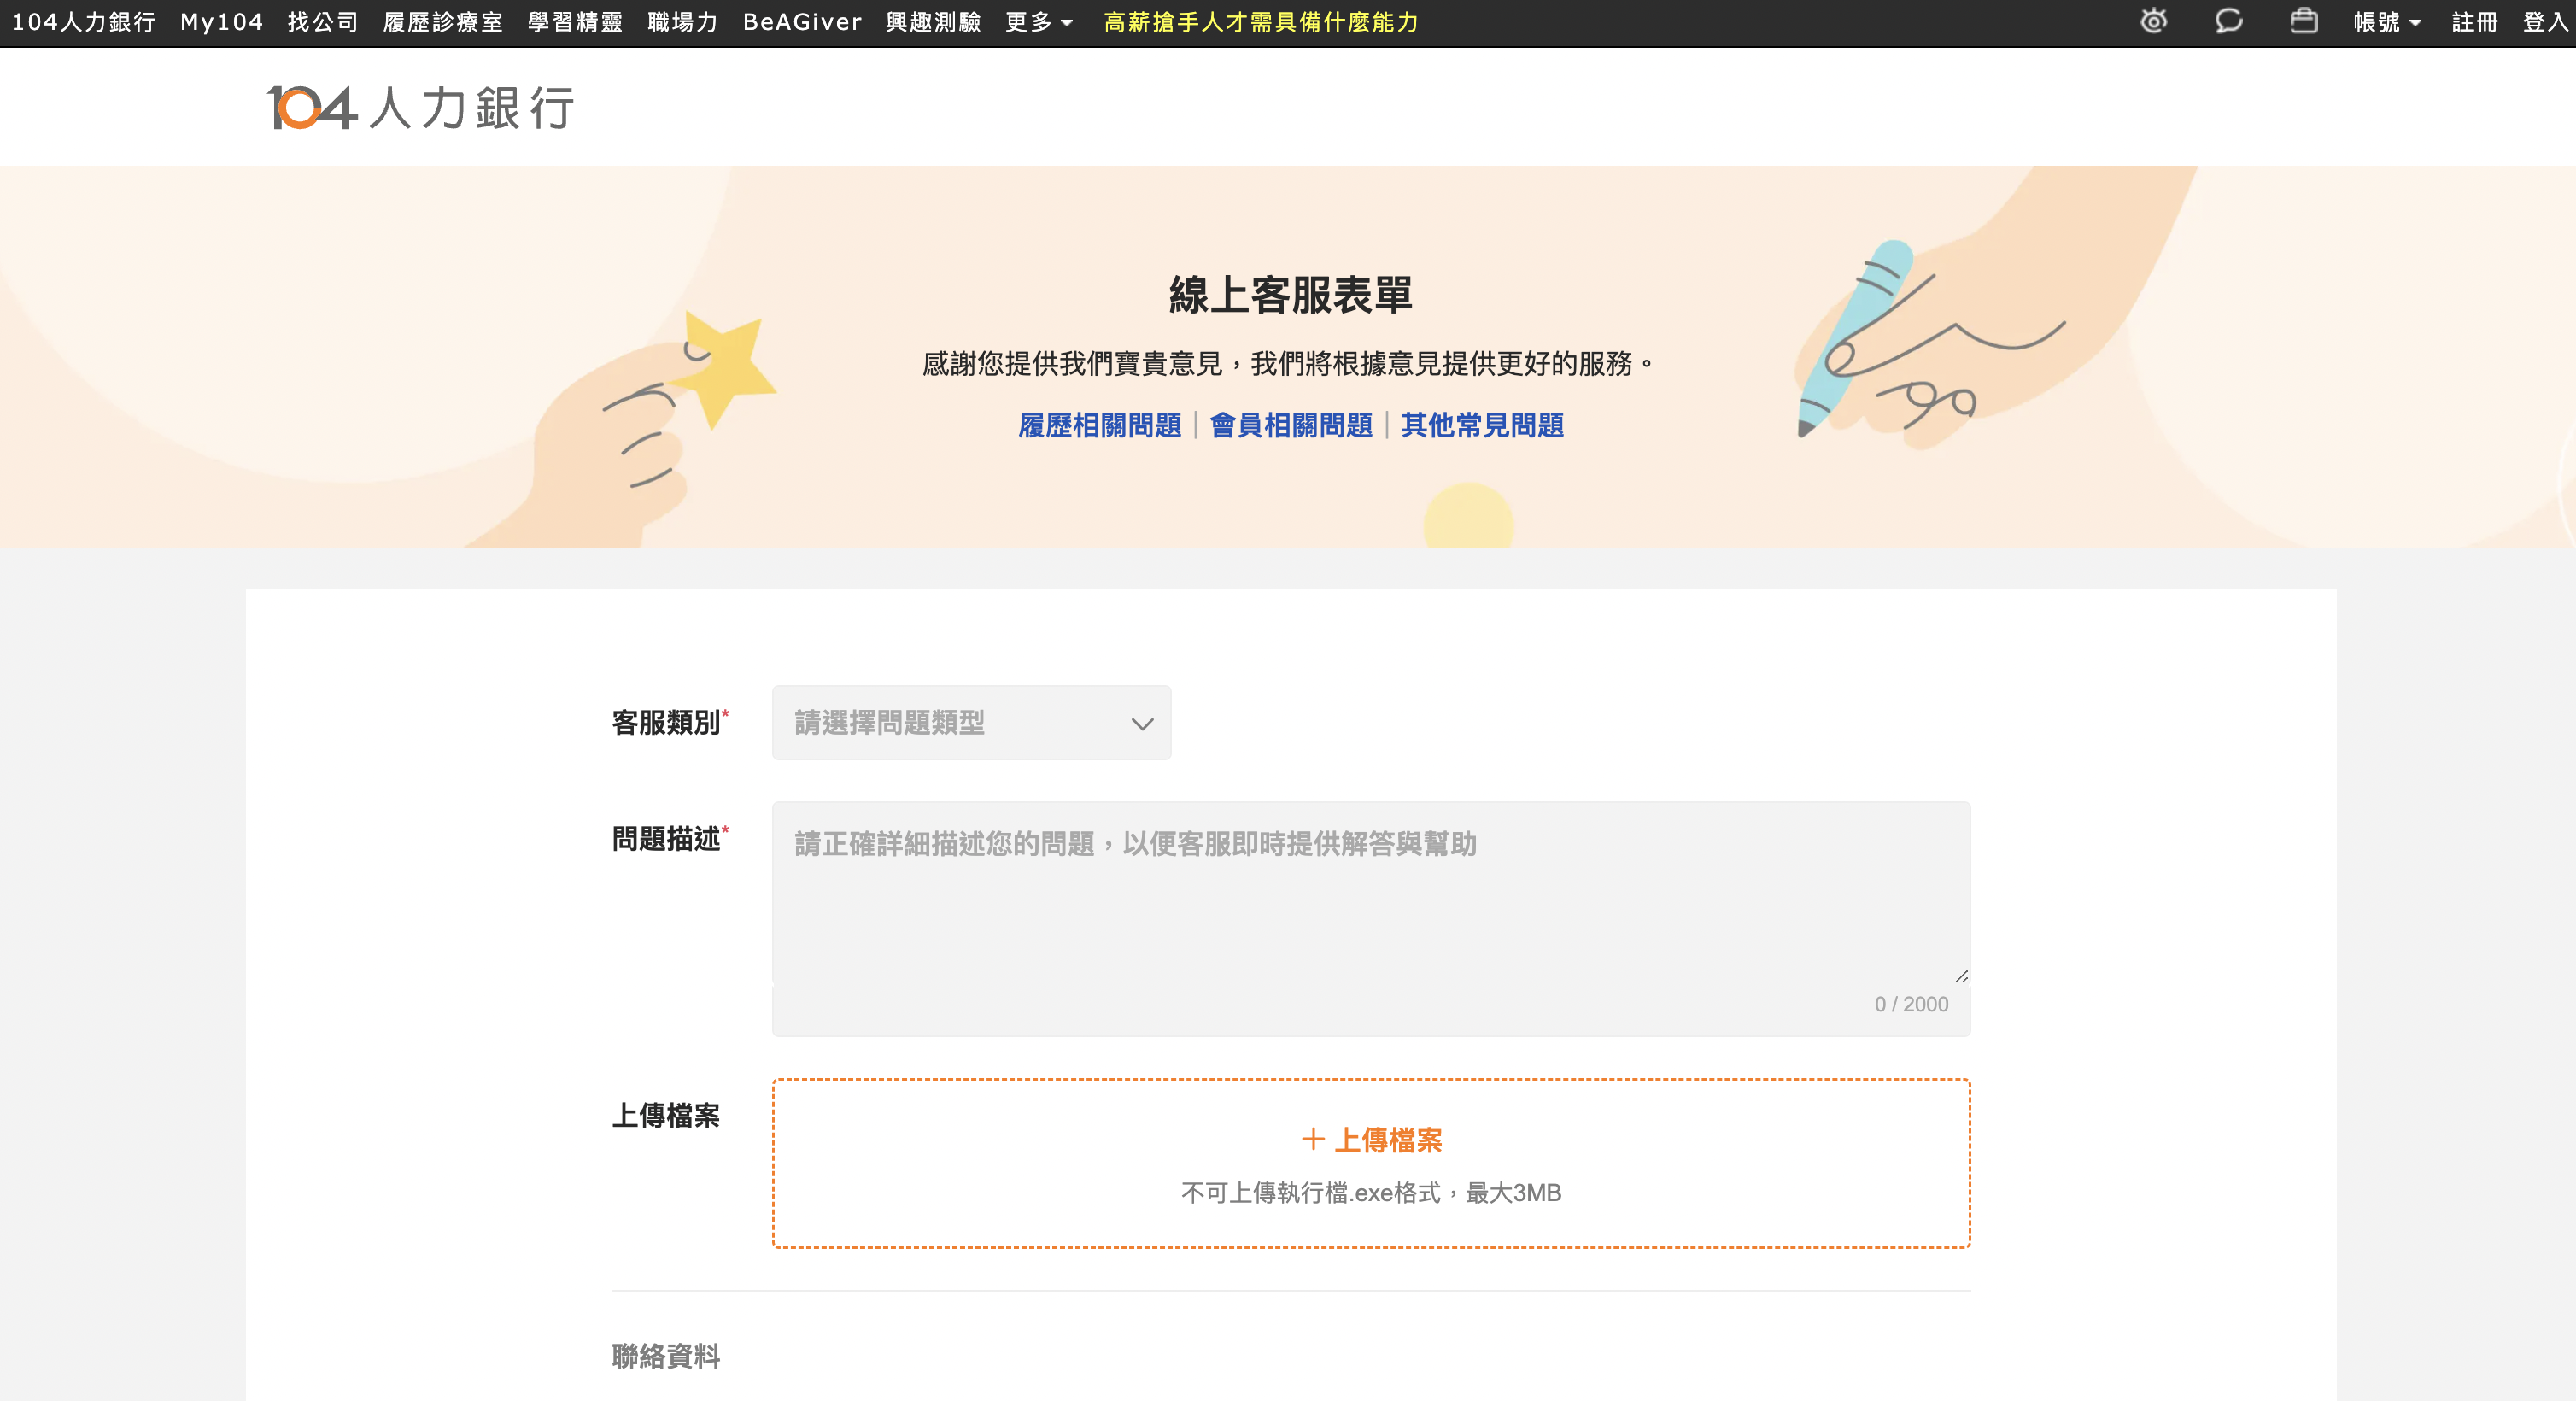 104人力銀行 My104 找公司 履歷診療室 學習精靈 職場力 BeAGiver 興趣測驗 更多 高薪搶手人才需具備什麼能力 帳號 註冊 登入
104人力銀行
線上客服表單
感謝您提供我們寶貴意見，我們將根據意見提供更好的服務。
履歷相關問題｜會員相關問題｜其他常見問題
客服類別* 請選擇問題類型
問題描述* 請正確詳細描述您的問題，以便客服即時提供解答與幫助
0 / 2000
上傳檔案
＋ 上傳檔案
不可上傳執行檔.exe格式，最大3MB
聯絡資料